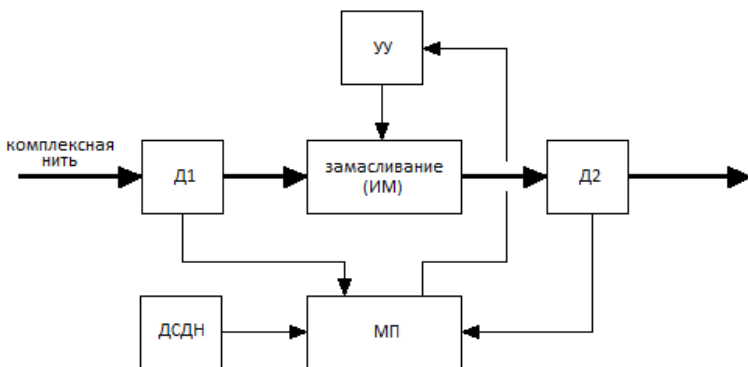 УУ
комплексная
нить
Д1
замасливание
(ИМ)
Д2
ДСДН
МП